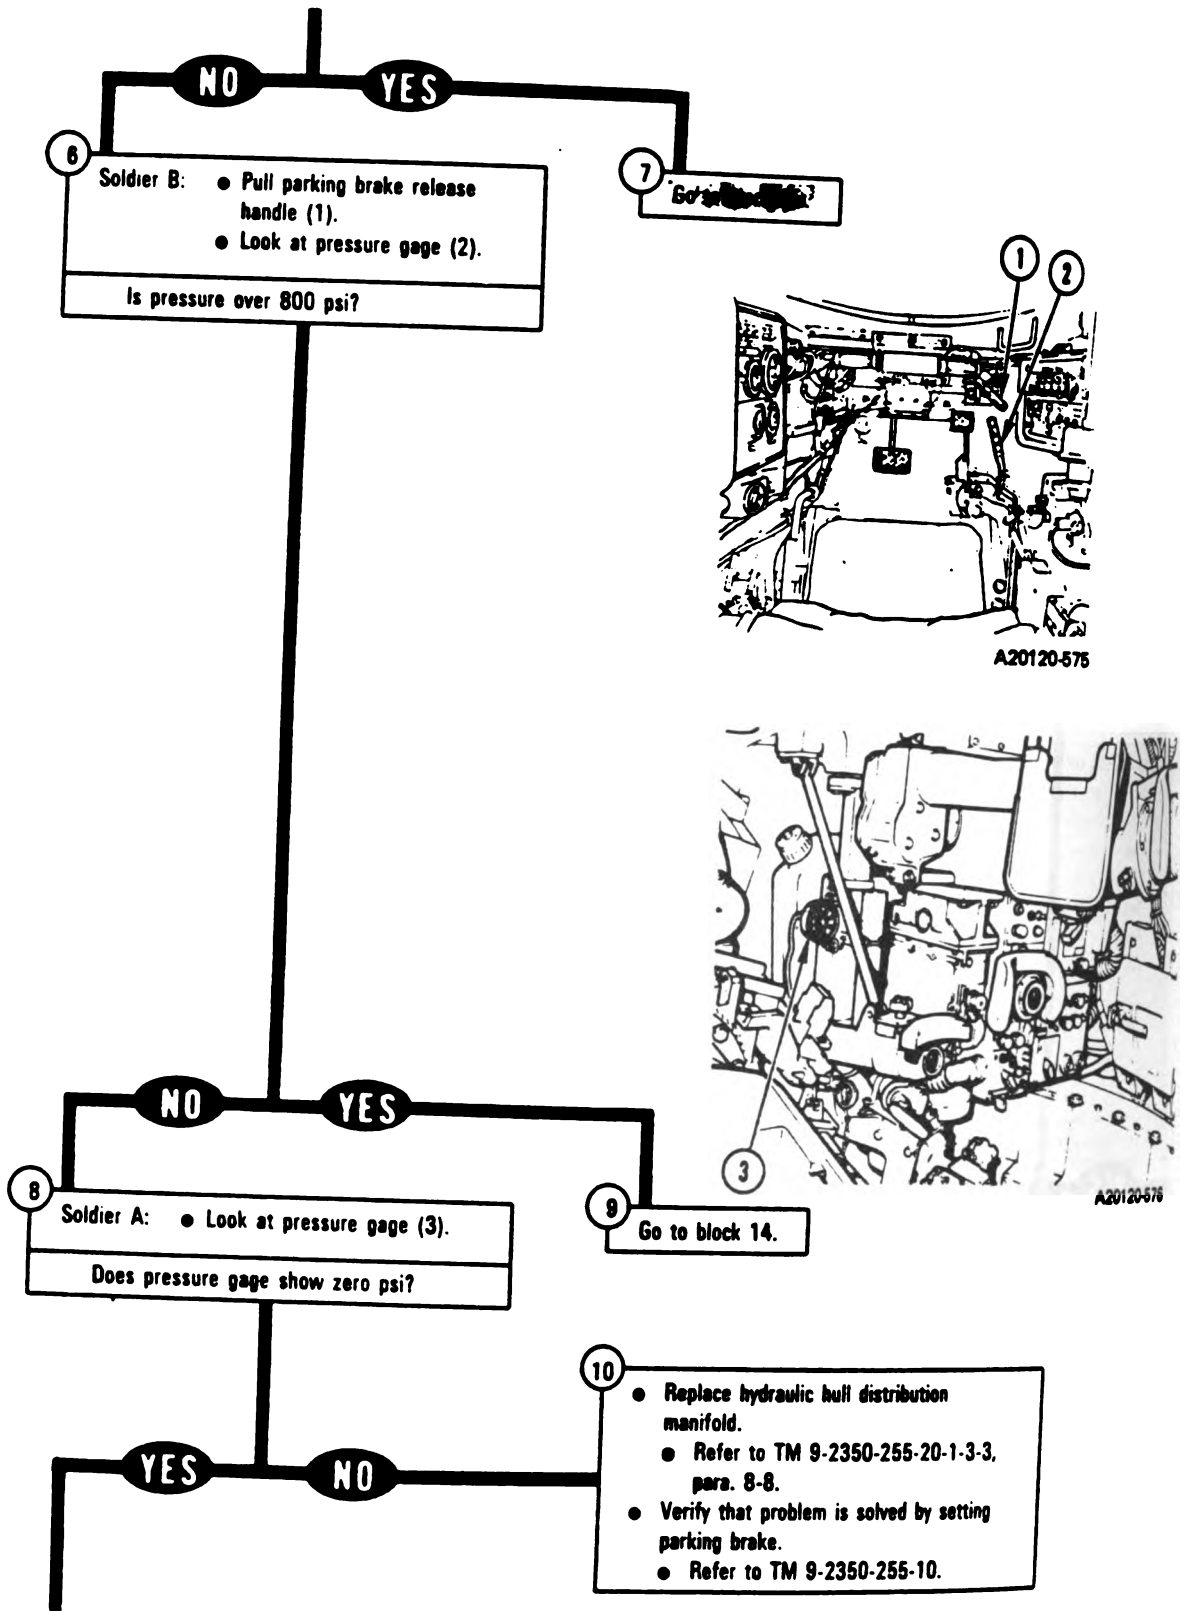 NO YES
6
Soldier B: ● Pull parking brake release
handle (1).
● Look at pressure gage (2).
Is pressure over 800 psi?
7
Go
1
2
A20120-575
3
A20120-576
NO YES
8
Soldier A: ● Look at pressure gage (3).
Does pressure gage show zero psi?
9
Go to block 14.
YES NO
10
● Replace hydraulic hull distribution
manifold.
● Refer to TM 9-2350-255-20-1-3-3,
para. 8-8.
● Verify that problem is solved by setting
parking brake.
● Refer to TM 9-2350-255-10.